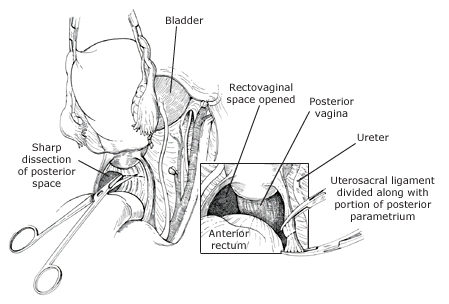 Bladder
Rectovaginal
space opened
Posterior
vagina
Ureter
Sharp
dissection
of posterior
space
Uterosacral ligament
divided along with
portion of posterior
parametrium
Anterior
rectum